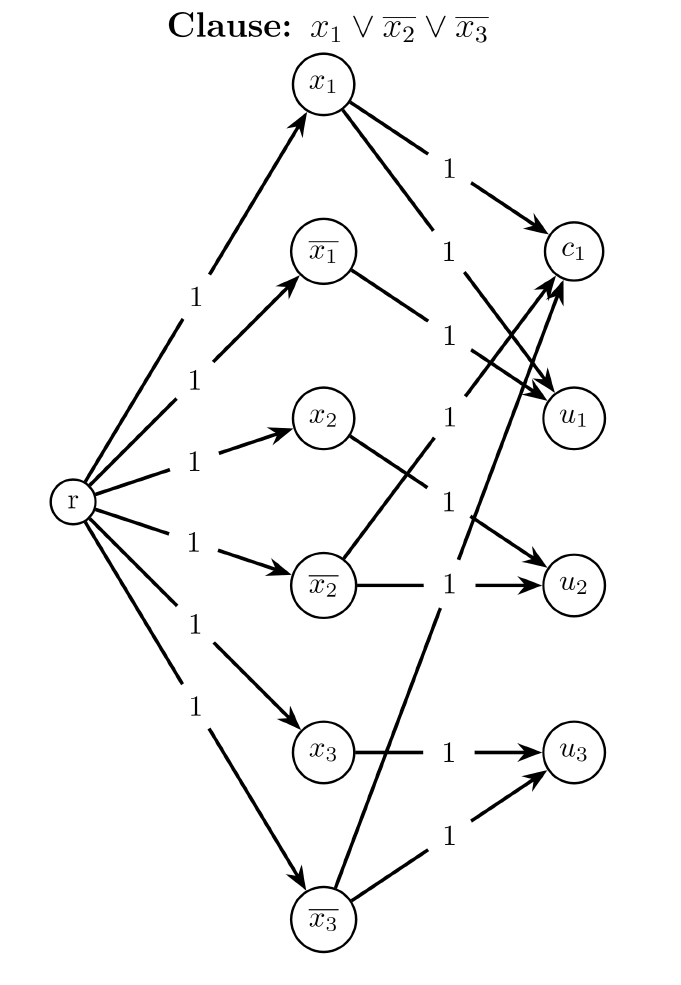 Clause: x₁ ∨ x̅₂ ∨ x̅₃
x₁
1
x̅₁
c₁
1
1
1
1
x₂
1
u₁
1
r
1
1
x̅₂
1
u₂
1
1
x₃
1
u₃
1
x̅₃